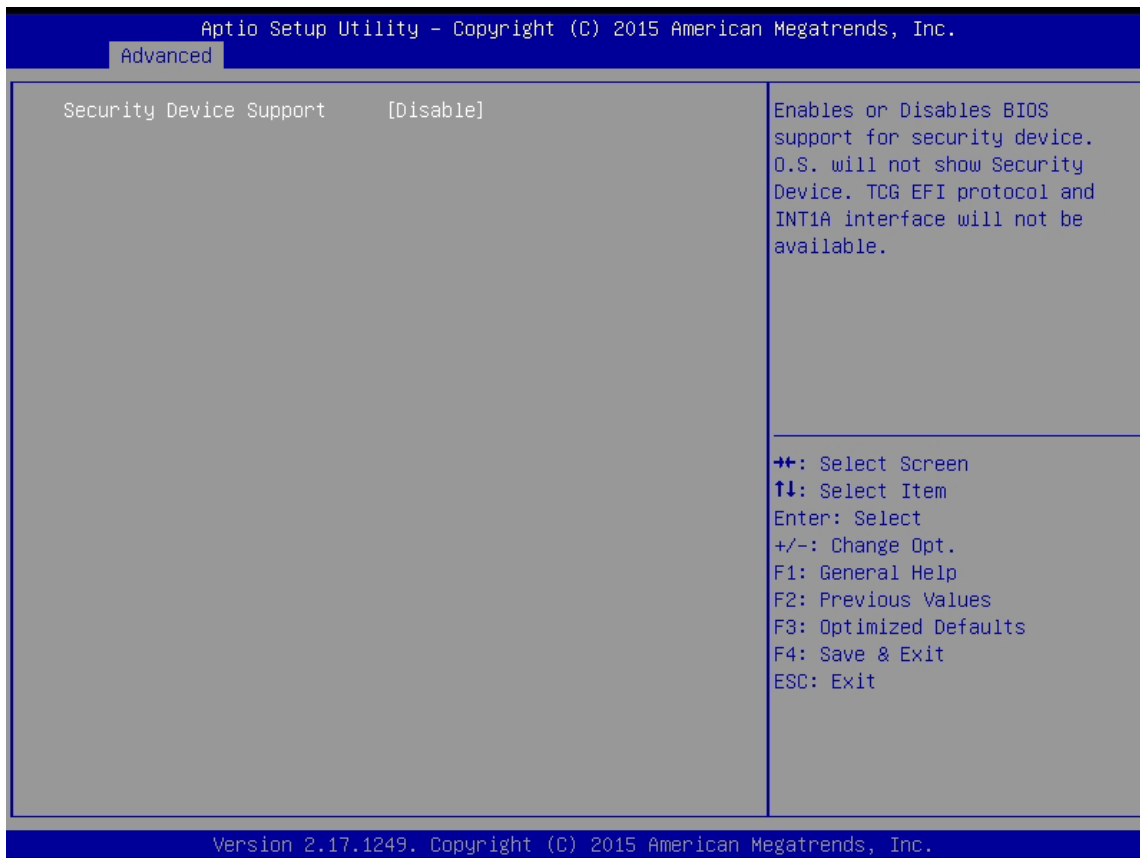 Aptio Setup Utility – Copyright (C) 2015 American Megatrends, Inc.
Advanced
Security Device Support [Disable]
Enables or Disables BIOS
support for security device.
O.S. will not show Security
Device. TCG EFI protocol and
INT1A interface will not be
available.
→←: Select Screen
↑↓: Select Item
Enter: Select
+/-: Change Opt.
F1: General Help
F2: Previous Values
F3: Optimized Defaults
F4: Save & Exit
ESC: Exit
Version 2.17.1249. Copyright (C) 2015 American Megatrends, Inc.